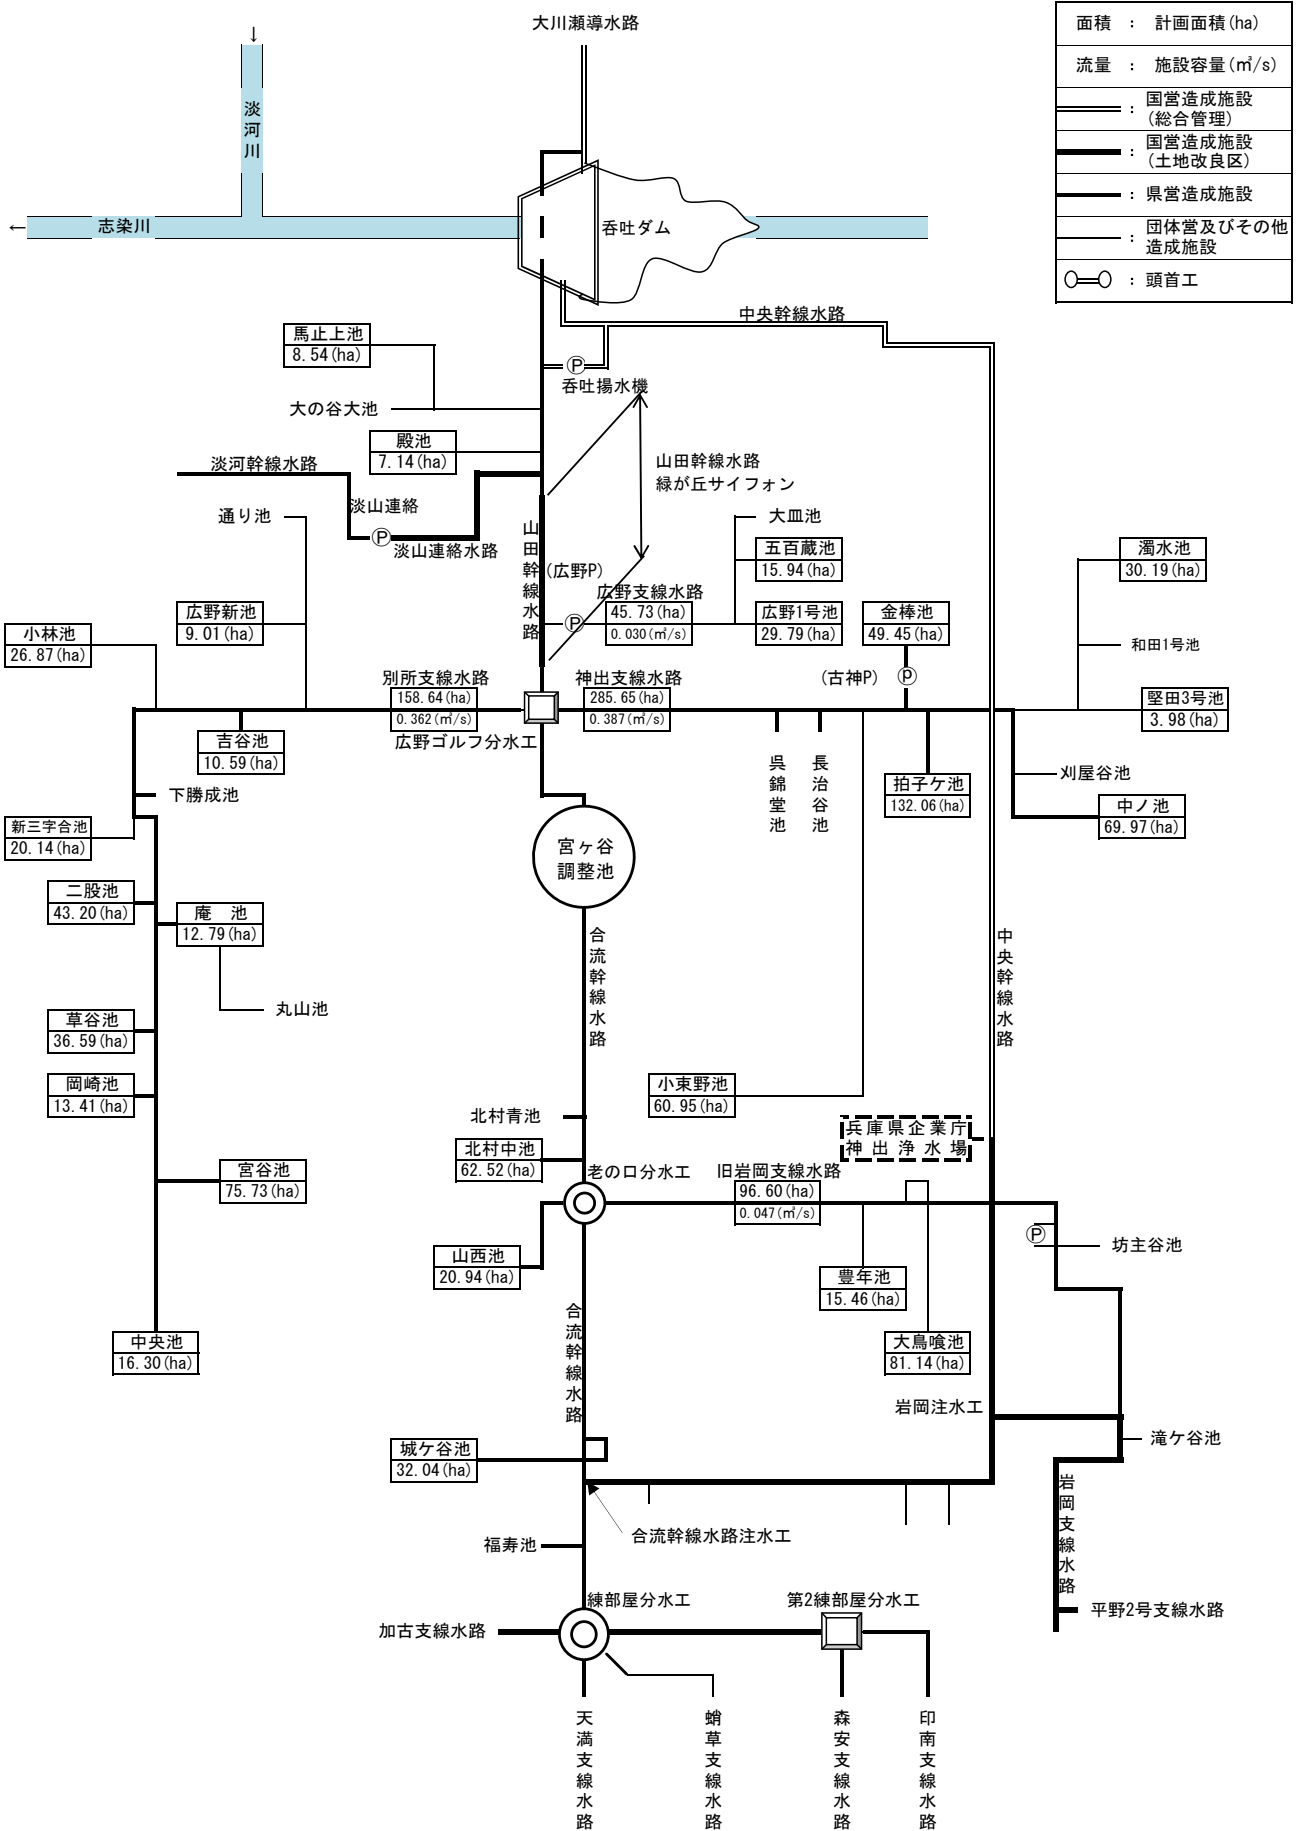 大川瀬導水路
面積 : 計画面積(ha)
流量 : 施設容量(㎥/s)
: 国営造成施設
(総合管理)
: 国営造成施設
(土地改良区)
: 県営造成施設
: 団体営及びその他
造成施設
: 頭首工
↓
淡河川
← 志染川
呑吐ダム
中央幹線水路
馬止上池
8.54(ha)
Ⓟ
呑吐揚水機
大の谷大池
殿池
7.14(ha)
淡河幹線水路
山田幹線水路
緑が丘サイフォン
淡山連絡
通り池
Ⓟ
淡山連絡水路
山田幹線水路
大皿池
五百蔵池
15.94(ha)
濁水池
30.19(ha)
(広野P)
広野支線水路
45.73(ha)
0.030(㎥/s)
Ⓟ
広野新池
9.01(ha)
広野1号池
29.79(ha)
金棒池
49.45(ha)
小林池
26.87(ha)
和田1号池
別所支線水路
158.64(ha)
0.362(㎥/s)
神出支線水路
285.65(ha)
0.387(㎥/s)
(古神P)
ⓟ
堅田3号池
3.98(ha)
吉谷池
10.59(ha)
広野ゴルフ分水工
呉錦堂池
長治谷池
拍子ケ池
132.06(ha)
刈屋谷池
下勝成池
中ノ池
69.97(ha)
新三字合池
20.14(ha)
宮ヶ谷
調整池
二股池
43.20(ha)
庵 池
12.79(ha)
合流幹線水路
中央幹線水路
丸山池
草谷池
36.59(ha)
岡崎池
13.41(ha)
小束野池
60.95(ha)
北村青池
兵庫県企業庁
神出浄水場
北村中池
62.52(ha)
宮谷池
75.73(ha)
老の口分水工
旧岩岡支線水路
96.60(ha)
0.047(㎥/s)
Ⓟ
坊主谷池
山西池
20.94(ha)
豊年池
15.46(ha)
合流幹線水路
中央池
16.30(ha)
大鳥喰池
81.14(ha)
岩岡注水工
滝ケ谷池
城ケ谷池
32.04(ha)
岩岡支線水路
合流幹線水路注水工
福寿池
練部屋分水工
第2練部屋分水工
平野2号支線水路
加古支線水路
天満支線水路
蛸草支線水路
森安支線水路
印南支線水路